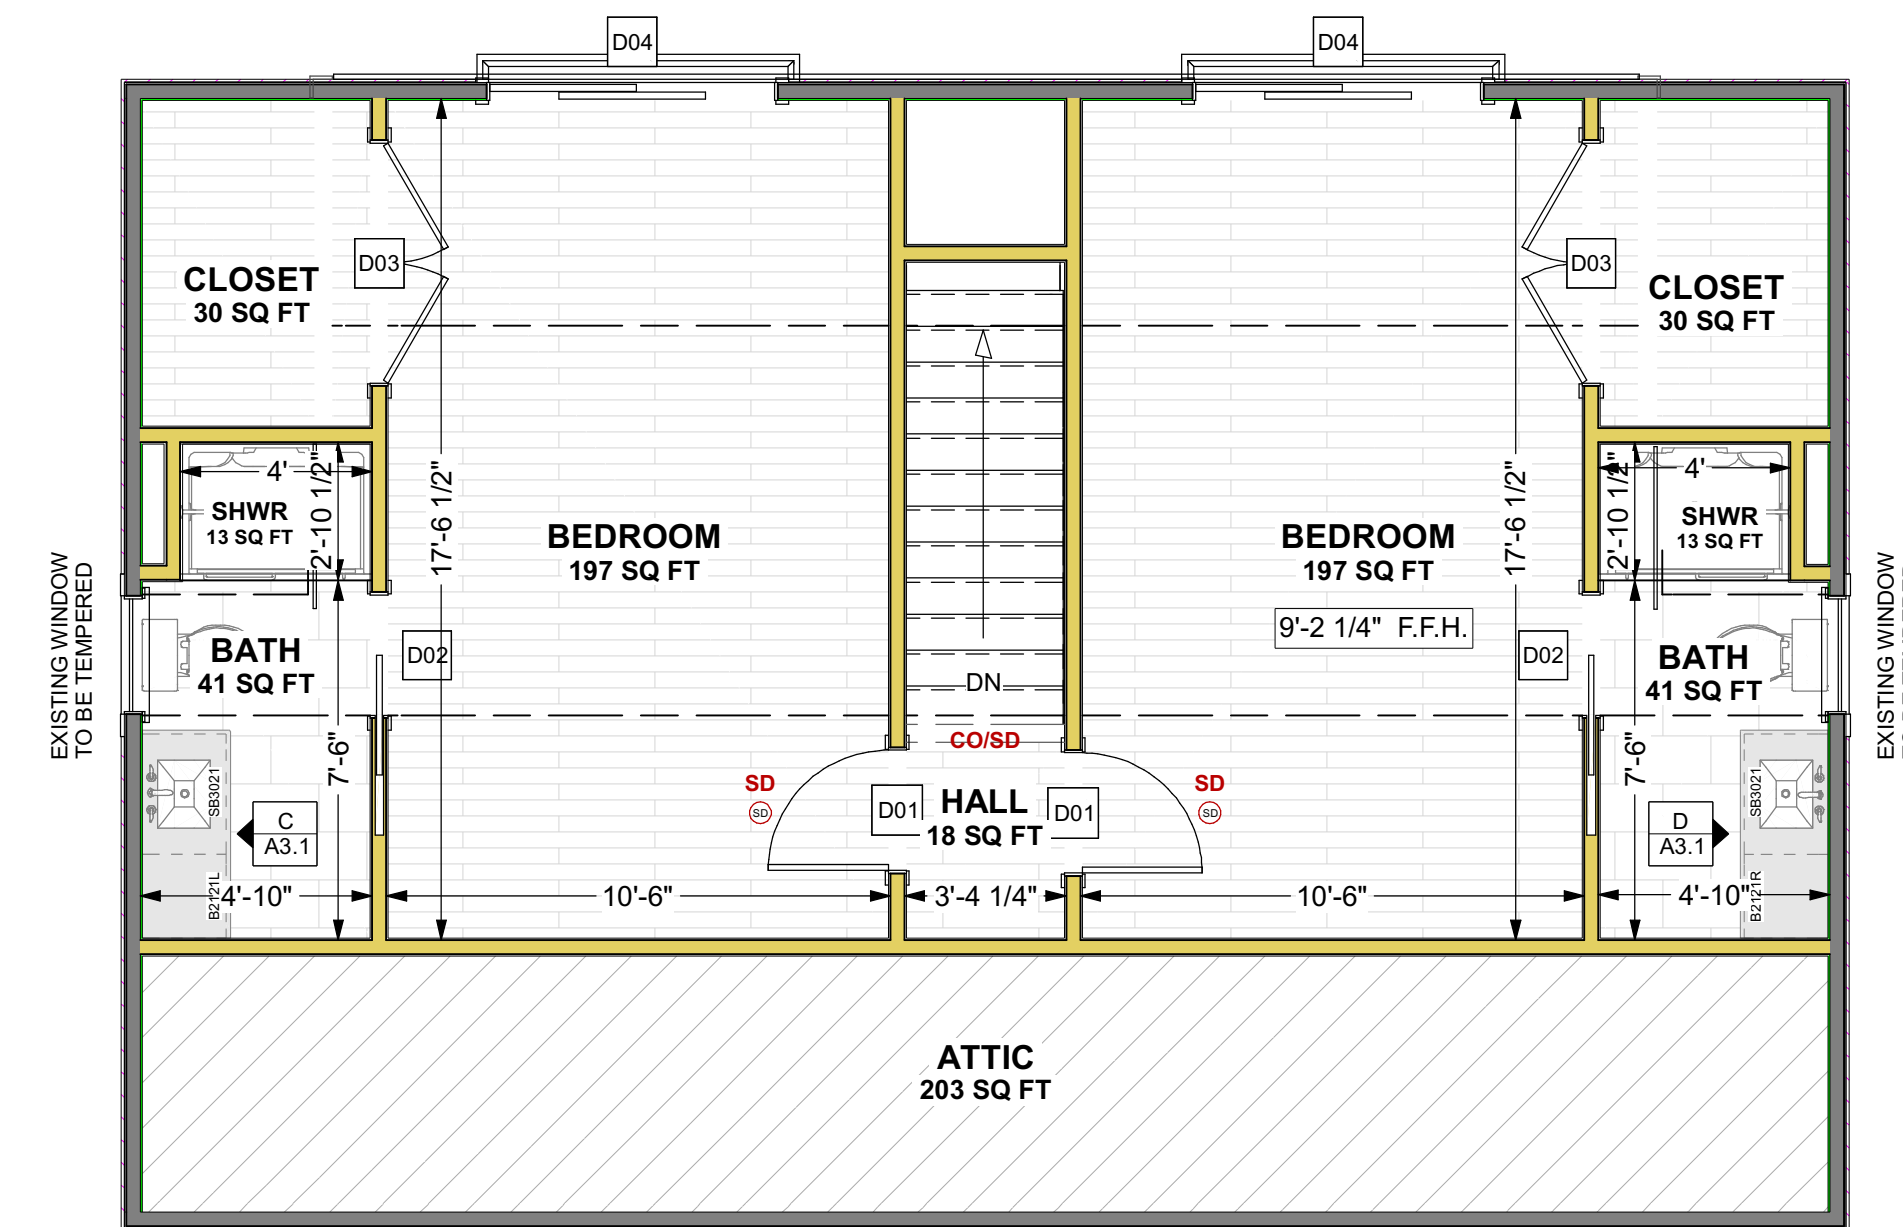 D04
D04
D03
D03
CLOSET
30 SQ FT
CLOSET
30 SQ FT
4'
2'-10 1/2"
17'-6 1/2"
17'-6 1/2"
2'-10 1/2"
4'
SHWR
13 SQ FT
BEDROOM
197 SQ FT
BEDROOM
197 SQ FT
SHWR
13 SQ FT
EXISTING WINDOW
TO BE TEMPERED
EXISTING WINDOW
9'-2 1/4" F.F.H.
BATH
41 SQ FT
D02
DN
D02
BATH
41 SQ FT
CO/SD
7'-6"
7'-6"
SB3021
SB3021
SD
SD
SD
SD
D01
HALL
18 SQ FT
D01
C
A3.1
D
A3.1
B2121L
4'-10"
10'-6"
3'-4 1/4"
10'-6"
4'-10"
B2121R
ATTIC
203 SQ FT